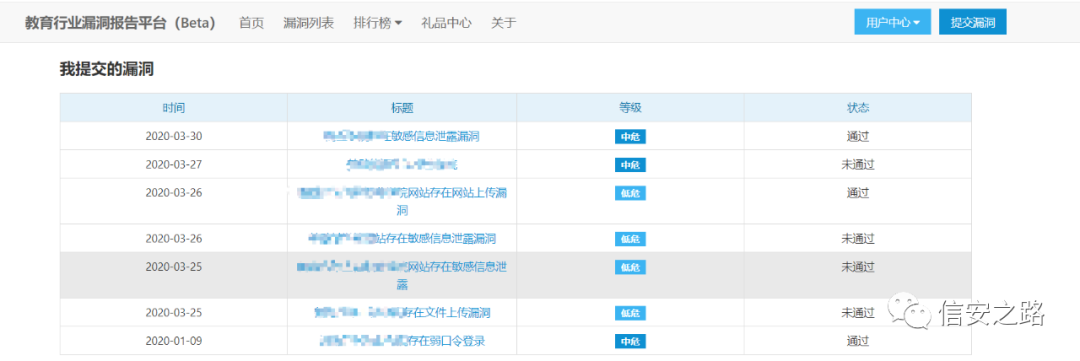 教育行业漏洞报告平台（Beta） 首页 漏洞列表 排行榜 礼品中心 关于 用户中心 提交漏洞
我提交的漏洞
时间 标题 等级 状态
2020-03-30 在敏感信息泄露漏洞 中危 通过
2020-03-27 中危 未通过
2020-03-26 院网站存在网站上传漏 低危 通过
洞
2020-03-26 站存在敏感信息泄露漏洞 低危 未通过
2020-03-25 网站存在敏感信息泄 低危 未通过
露
2020-03-25 存在文件上传漏洞 低危 未通过
信安之路
2020-01-09 存在弱口令登录 中危 通过